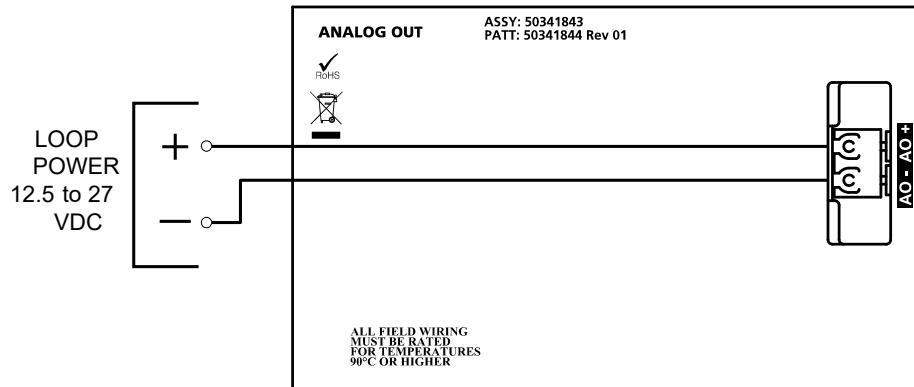 ANALOG OUT
ASSY: 50341843
PATT: 50341844 Rev 01
RoHS
LOOP
POWER
12.5 to 27
VDC
+
−
AO - AO +
ALL FIELD WIRING
MUST BE RATED
FOR TEMPERATURES
90°C OR HIGHER